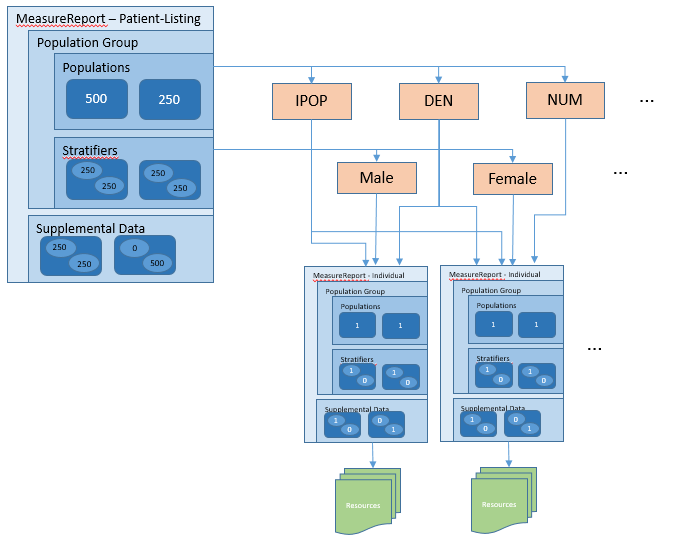 MeasureReport – Patient-Listing
Population Group
Populations
500 250
Stratifiers
250 250
250 250
Supplemental Data
250 0
250 500
IPOP DEN NUM ...
Male Female ...
MeasureReport - Individual
Population Group
Populations
1 1
Stratifiers
1 1
0 0
Supplemental Data
1 0
0 1
Resources
MeasureReport - Individual
Population Group
Populations
1 1
Stratifiers
1 1
0 0
Supplemental Data
1 0
0 1
Resources
...